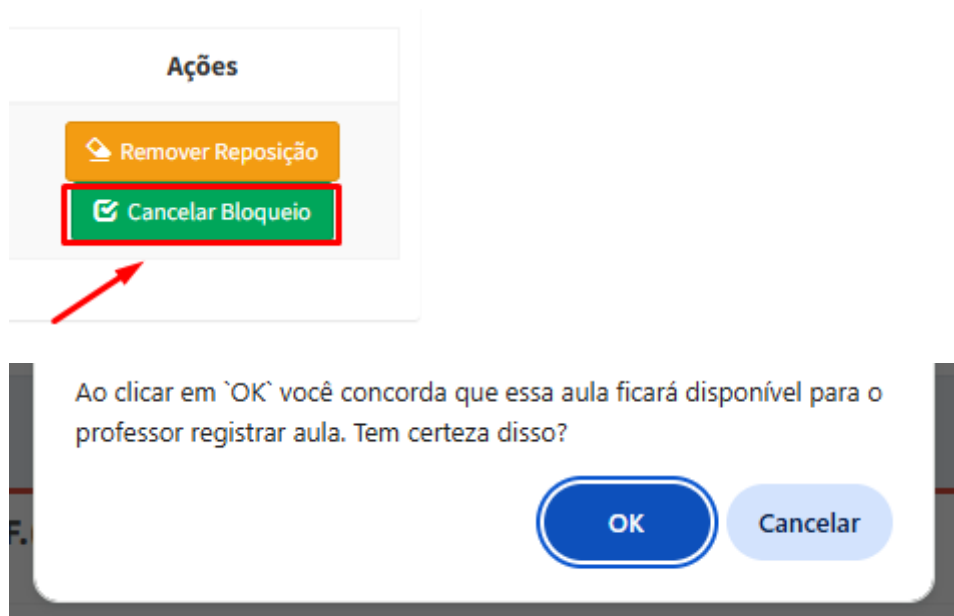 Ações
Remover Reposição
Cancelar Bloqueio
Ao clicar em `OK` você concorda que essa aula ficará disponível para o
professor registrar aula. Tem certeza disso?
F.
OK
Cancelar